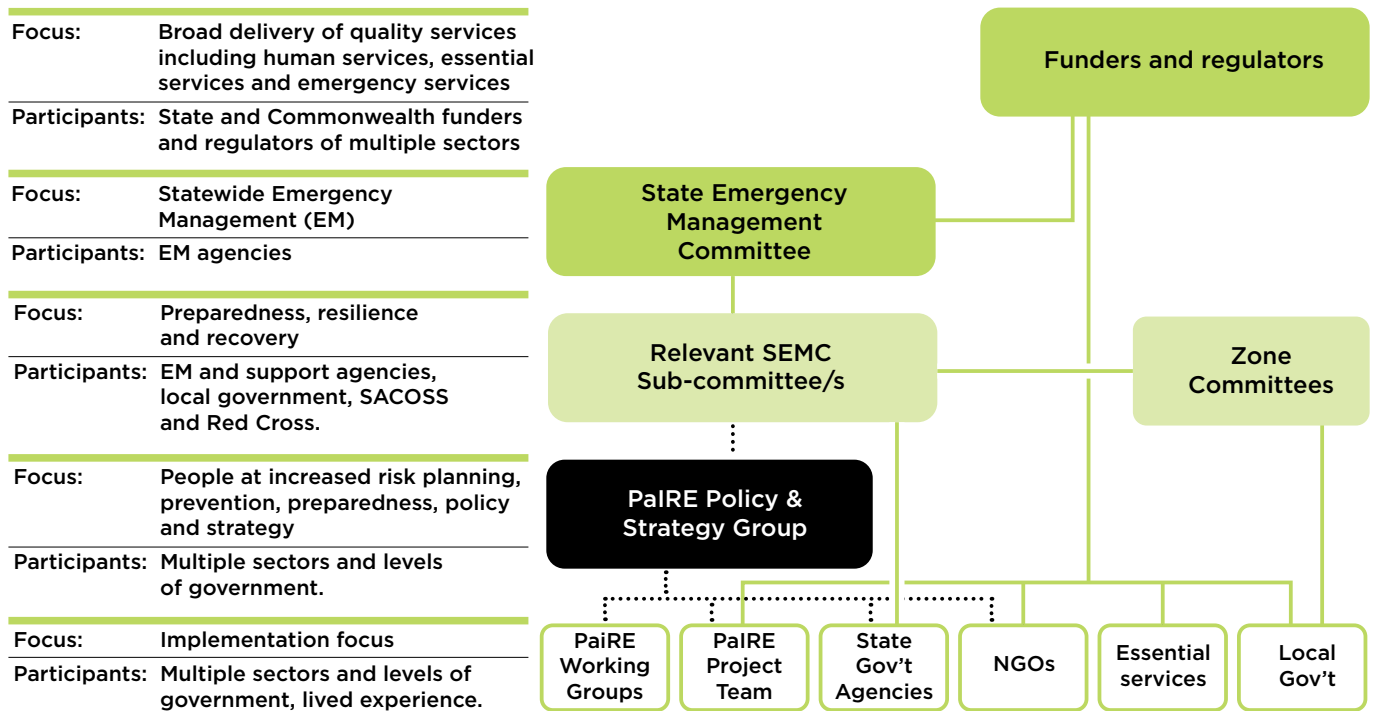 Focus: Broad delivery of quality services
including human services, essential
services and emergency services
Participants: State and Commonwealth funders
and regulators of multiple sectors
Funders and regulators
Focus: Statewide Emergency
Management (EM)
Participants: EM agencies
State Emergency
Management
Committee
Focus: Preparedness, resilience
and recovery
Participants: EM and support agencies,
local government, SACOSS
and Red Cross.
Relevant SEMC
Sub-committee/s
Zone
Committees
Focus: People at increased risk planning,
prevention, preparedness, policy
and strategy
Participants: Multiple sectors and levels
of government.
PaIRE Policy &
Strategy Group
Focus: Implementation focus
Participants: Multiple sectors and levels of
government, lived experience.
PaiRE
Working
Groups
PaIRE
Project
Team
State
Gov't
Agencies
NGOs
Essential
services
Local
Gov't